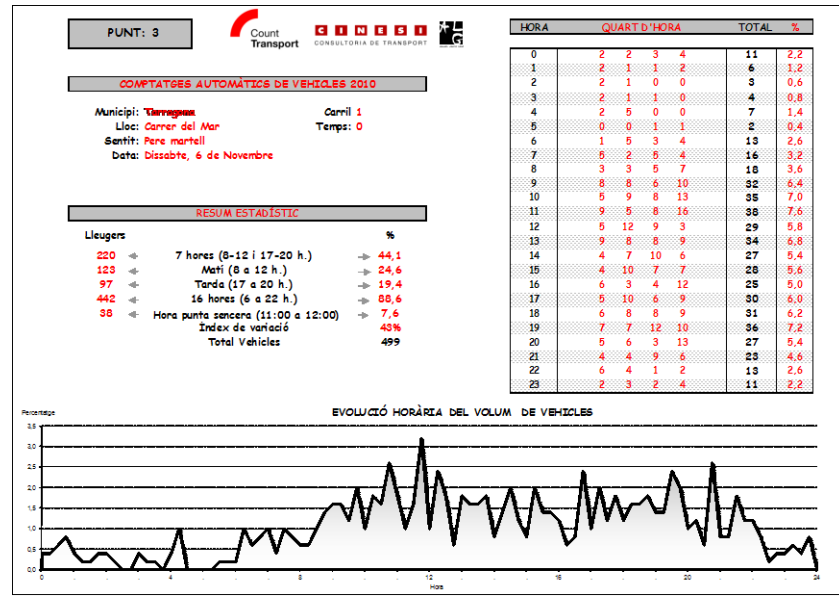 PUNT: 3
Count
Transport
CINESI
CONSULTORIA DE TRANSPORT
COMPTATGES AUTOMÀTICS DE VEHICLES 2010
Municipi: Tarragona Carril 1
Lloc: Carrer del Mar Temps: 0
Sentit: Pere martell
Data: Dissabte, 6 de Novembre
RESUM ESTADÍSTIC
Lleugers %
220 7 hores (8-12 i 17-20 h.) 44,1
123 Matí (8 a 12 h.) 24,6
97 Tarda (17 a 20 h.) 19,4
442 16 hores (6 a 22 h.) 88,6
38 Hora punta sencera (11:00 a 12:00) 7,6
Índex de variació 43%
Total Vehicles 499
HORA QUART D'HORA TOTAL %
0 2 2 3 4 11 2,2
1 2 1 1 2 6 1,2
2 2 1 0 0 3 0,6
3 2 1 1 0 4 0,8
4 2 5 0 0 7 1,4
5 0 0 1 1 2 0,4
6 1 5 3 4 13 2,6
7 5 2 5 4 16 3,2
8 3 3 5 7 18 3,6
9 8 8 6 10 32 6,4
10 5 9 8 13 35 7,0
11 9 5 8 16 38 7,6
12 5 12 9 3 29 5,8
13 9 8 8 9 34 6,8
14 4 7 10 6 27 5,4
15 4 10 7 7 28 5,6
16 6 3 4 12 25 5,0
17 5 10 6 9 30 6,0
18 6 8 8 9 31 6,2
19 7 7 12 10 36 7,2
20 5 6 3 13 27 5,4
21 4 4 9 6 23 4,6
22 6 4 1 2 13 2,6
23 2 3 2 4 11 2,2
EVOLUCIÓ HORÀRIA DEL VOLUM DE VEHICLES
Percentatge
3,5
3,0
2,5
2,0
1,5
1,0
0,5
0,0
0 4 8 12 16 20 24
Hora